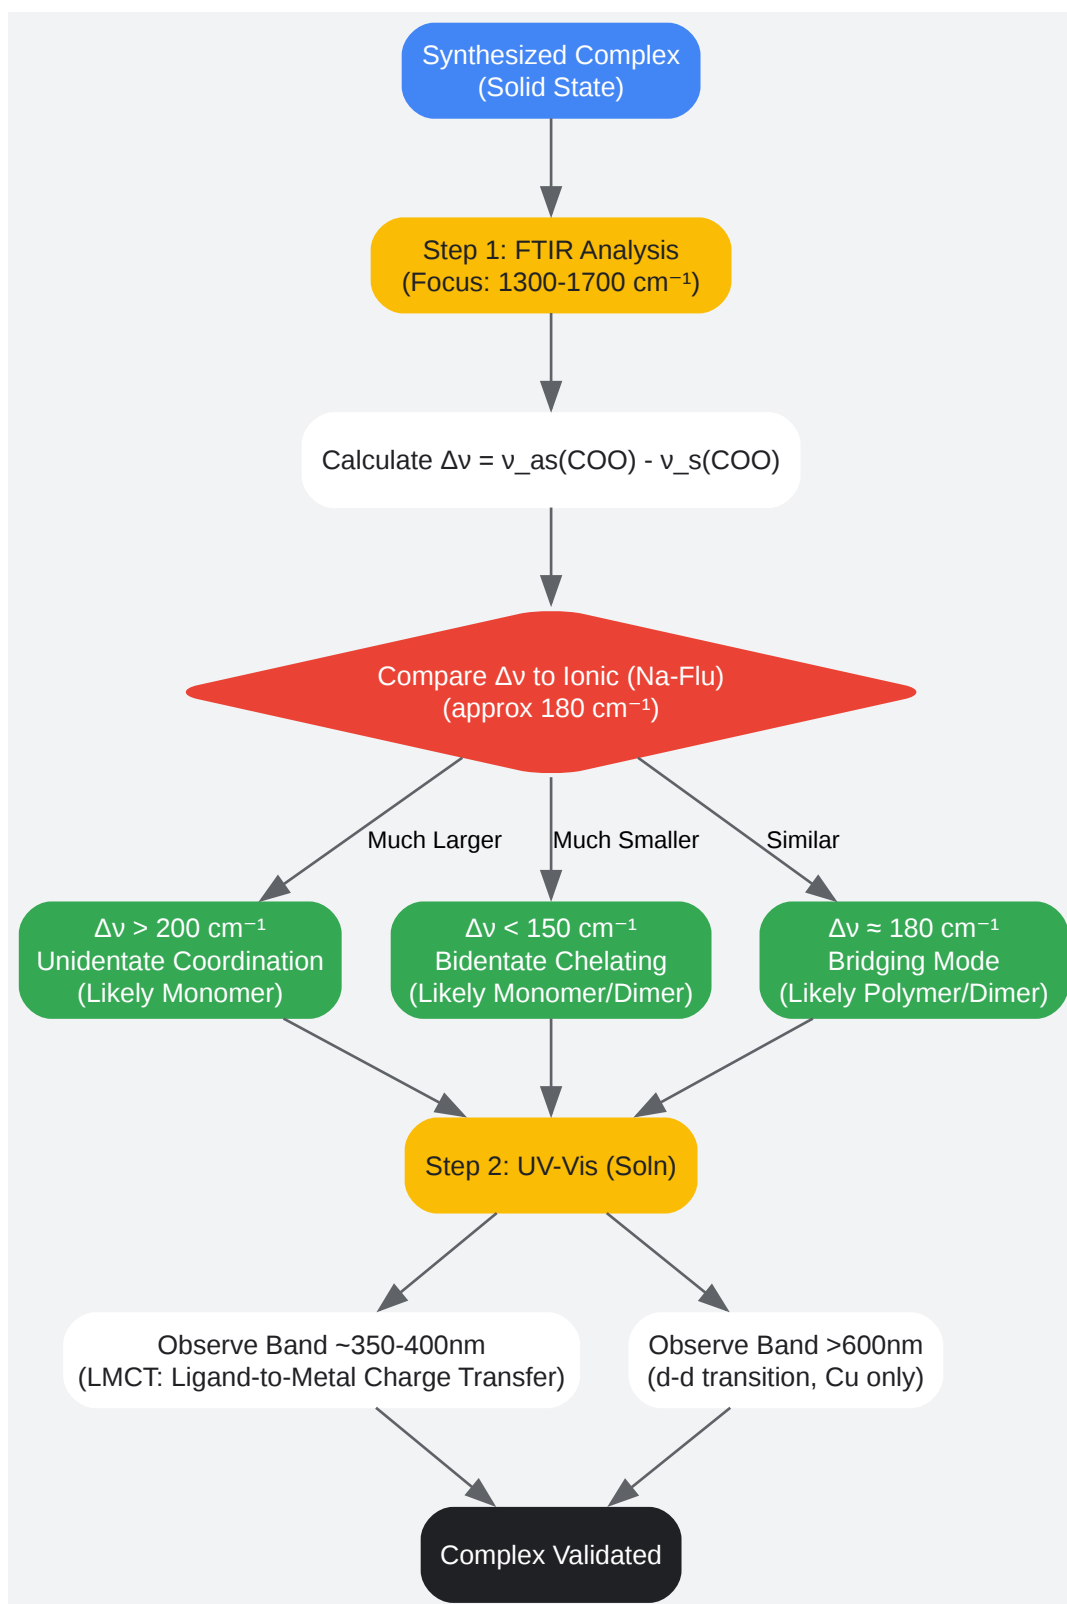 Synthesized Complex
(Solid State)
Step 1: FTIR Analysis
(Focus: 1300-1700 cm⁻¹)
Calculate Δν = ν_as(COO) - ν_s(COO)
Compare Δν to Ionic (Na-Flu)
(approx 180 cm⁻¹)
Much Larger
Much Smaller
Similar
Δν > 200 cm⁻¹
Unidentate Coordination
(Likely Monomer)
Δν < 150 cm⁻¹
Bidentate Chelating
(Likely Monomer/Dimer)
Δν ≈ 180 cm⁻¹
Bridging Mode
(Likely Polymer/Dimer)
Step 2: UV-Vis (Soln)
Observe Band ~350-400nm
(LMCT: Ligand-to-Metal Charge Transfer)
Observe Band >600nm
(d-d transition, Cu only)
Complex Validated